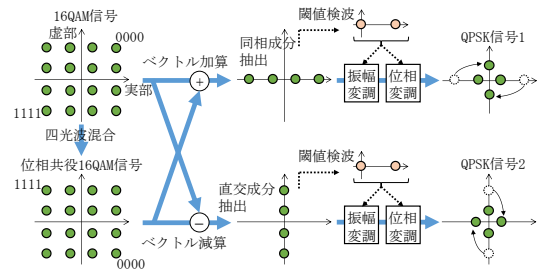 16QAM信号
虚部
0000
実部
1111
四光波混合
位相共役16QAM信号
1111
0000
ベクトル加算
+
ベクトル減算
−
同相成分
抽出
閾値検波
振幅
変調
位相
変調
QPSK信号1
直交成分
抽出
閾値検波
振幅
変調
位相
変調
QPSK信号2